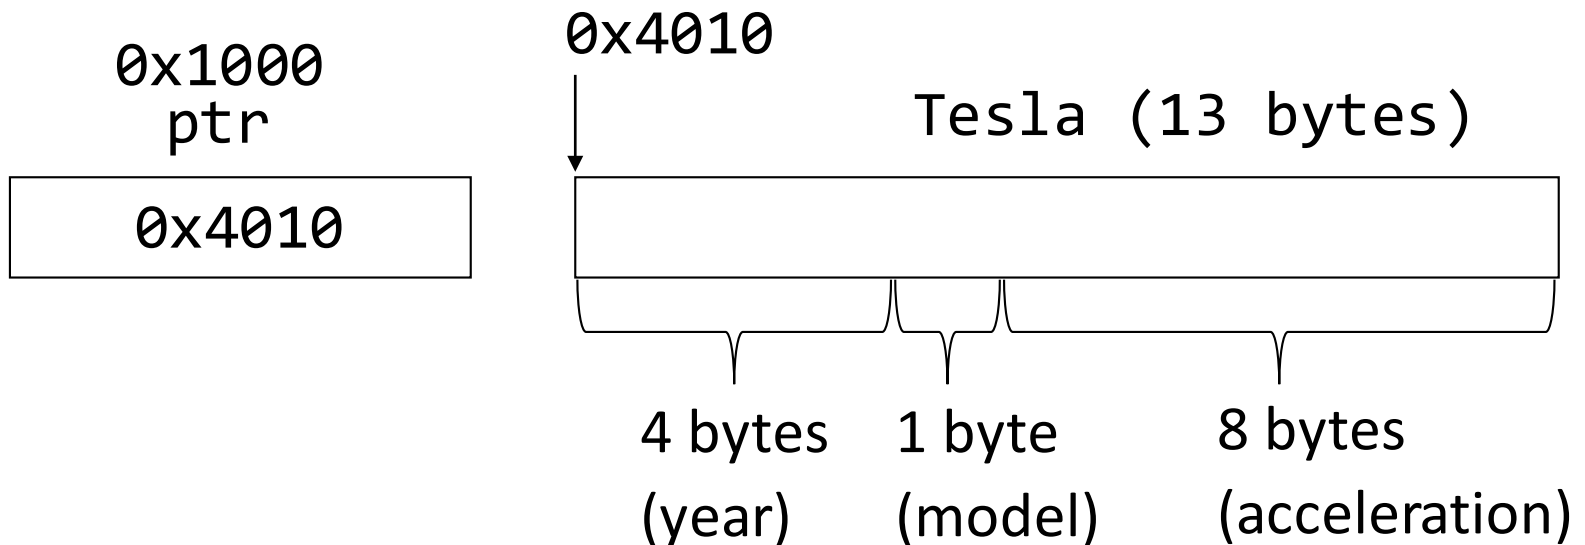 0x1000
ptr
0x4010
0x4010
Tesla (13 bytes)
4 bytes
(year)
1 byte
(model)
8 bytes
(acceleration)